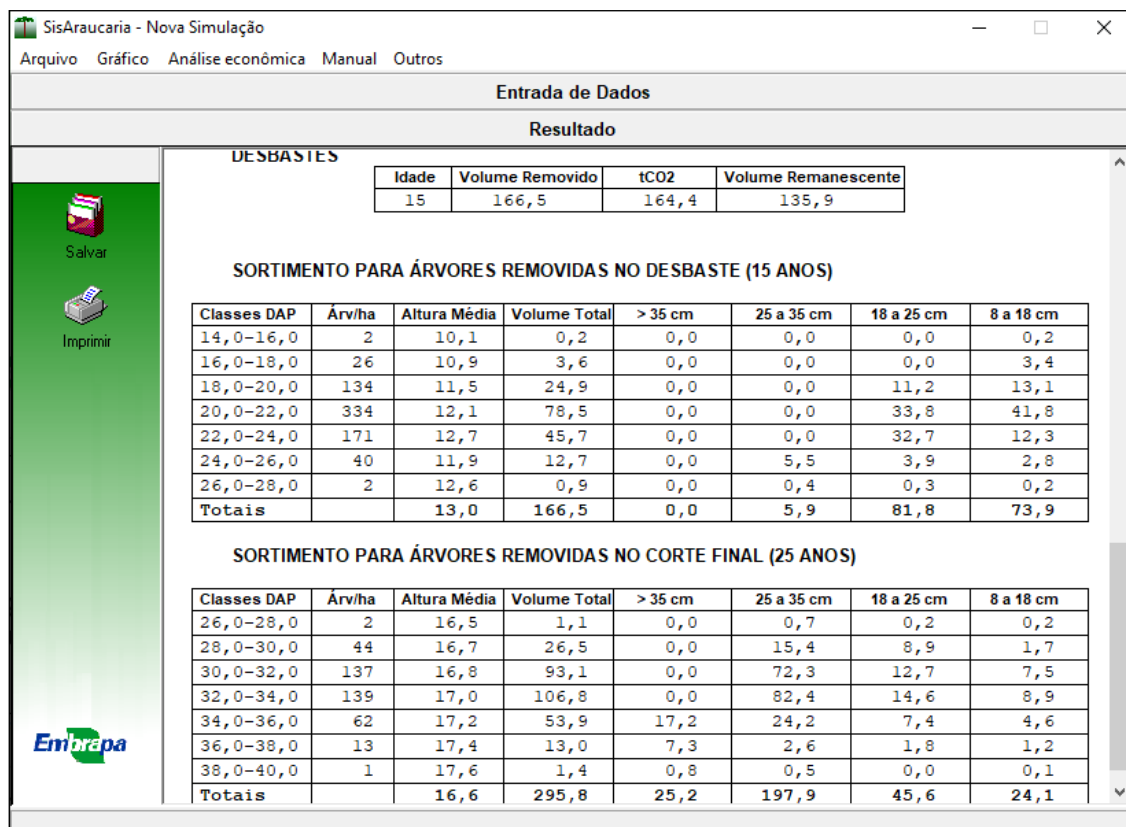 SisAraucaria - Nova Simulação
Arquivo Gráfico Análise econômica Manual Outros
Entrada de Dados
Resultado
Salvar
Imprimir
Embrapa
DESBASTES
Idade Volume Removido tCO2 Volume Remanescente
15 166,5 164,4 135,9
SORTIMENTO PARA ÁRVORES REMOVIDAS NO DESBASTE (15 ANOS)
Classes DAP Árv/ha Altura Média Volume Total > 35 cm 25 a 35 cm 18 a 25 cm 8 a 18 cm
14,0-16,0 2 10,1 0,2 0,0 0,0 0,0 0,2
16,0-18,0 26 10,9 3,6 0,0 0,0 0,0 3,4
18,0-20,0 134 11,5 24,9 0,0 0,0 11,2 13,1
20,0-22,0 334 12,1 78,5 0,0 0,0 33,8 41,8
22,0-24,0 171 12,7 45,7 0,0 0,0 32,7 12,3
24,0-26,0 40 11,9 12,7 0,0 5,5 3,9 2,8
26,0-28,0 2 12,6 0,9 0,0 0,4 0,3 0,2
Totais 13,0 166,5 0,0 5,9 81,8 73,9
SORTIMENTO PARA ÁRVORES REMOVIDAS NO CORTE FINAL (25 ANOS)
Classes DAP Árv/ha Altura Média Volume Total > 35 cm 25 a 35 cm 18 a 25 cm 8 a 18 cm
26,0-28,0 2 16,5 1,1 0,0 0,7 0,2 0,2
28,0-30,0 44 16,7 26,5 0,0 15,4 8,9 1,7
30,0-32,0 137 16,8 93,1 0,0 72,3 12,7 7,5
32,0-34,0 139 17,0 106,8 0,0 82,4 14,6 8,9
34,0-36,0 62 17,2 53,9 17,2 24,2 7,4 4,6
36,0-38,0 13 17,4 13,0 7,3 2,6 1,8 1,2
38,0-40,0 1 17,6 1,4 0,8 0,5 0,0 0,1
Totais 16,6 295,8 25,2 197,9 45,6 24,1